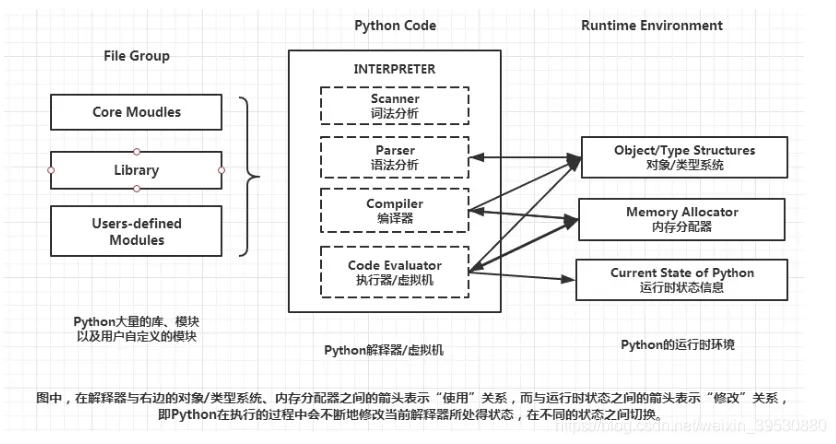 Python Code
Runtime Environment
File Group
INTERPRETER
Core Moudles
Library
Users-defined
Modules
Scanner
词法分析
Parser
语法分析
Compiler
编译器
Code Evaluator
执行器/虚拟机
Object/Type Structures
对象/类型系统
Memory Allocator
内存分配器
Current State of Python
运行时状态信息
Python大量的库、模块
以及用户自定义的模块
Python解释器/虚拟机
Python的运行时环境
图中，在解释器与右边的对象/类型系统、内存分配器之间的箭头表示“使用”关系，而与运行时状态之间的箭头表示“修改”关系，
即Python在执行的过程中会不断地修改当前解释器所处得状态，在不同的状态之间切换。
https://blog.csdn.net/weixin_39530880